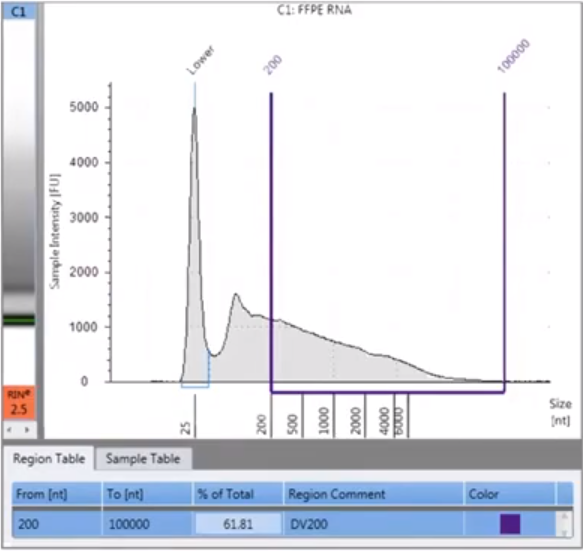 C1
C1: FFPE RNA
Lower
200
100000
Sample Intensity [FU]
5000
4000
3000
2000
1000
0
25
200
500
1000
2000
4000
6000
Size
[nt]
RINe
2.5
Region Table
Sample Table
From [nt] To [nt] % of Total Region Comment Color
200 100000 61.81 DV200